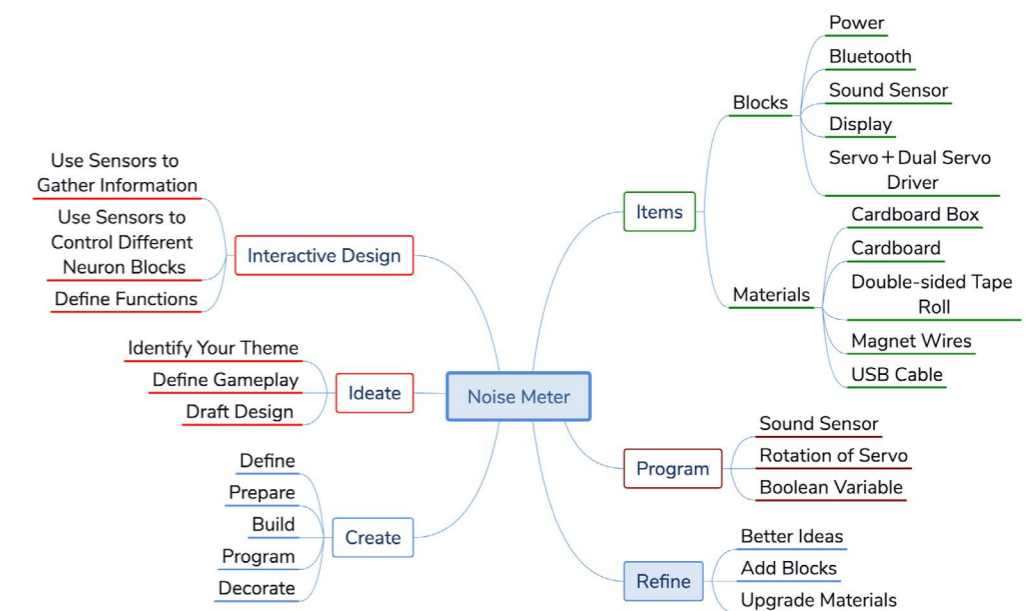 Power
Bluetooth
Sound Sensor
Display
Servo+Dual Servo
Driver
Blocks
Items
Cardboard Box
Cardboard
Double-sided Tape
Roll
Magnet Wires
USB Cable
Materials
Use Sensors to
Gather Information
Use Sensors to
Control Different
Neuron Blocks
Define Functions
Interactive Design
Identify Your Theme
Define Gameplay
Draft Design
Ideate
Noise Meter
Define
Prepare
Build
Program
Decorate
Create
Program
Sound Sensor
Rotation of Servo
Boolean Variable
Refine
Better Ideas
Add Blocks
Upgrade Materials